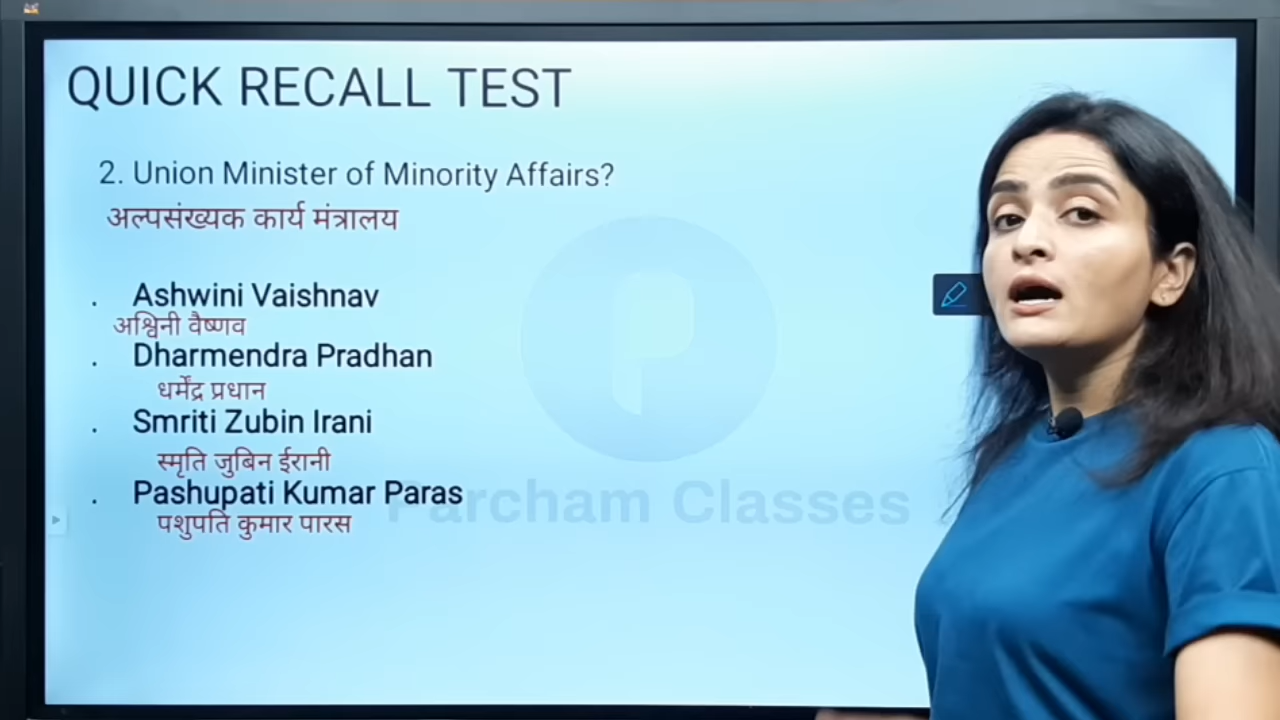 QUICK RECALL TEST
2. Union Minister of Minority Affairs?
अल्पसंख्यक कार्य मंत्रालय
. Ashwini Vaishnav
अश्विनी वैष्णव
. Dharmendra Pradhan
धर्मेंद्र प्रधान
. Smriti Zubin Irani
स्मृति जुबिन ईरानी
. Pashupati Kumar Paras
पशुपति कुमार पारस
Parcham Classes